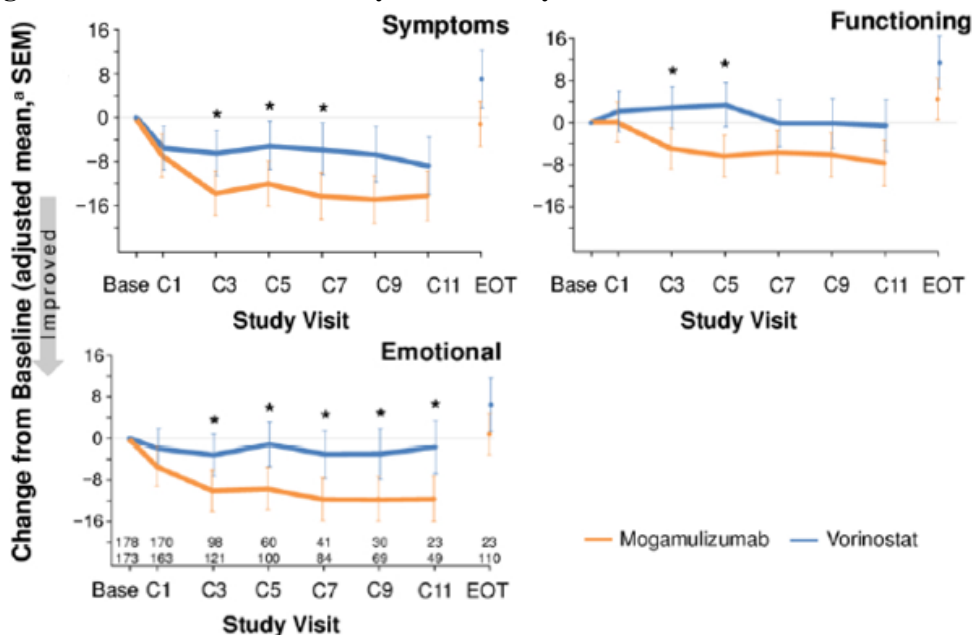 Change from Baseline (adjusted mean,ᵃ SEM)
Improved
Symptoms
16
8
0
−8
−16
* * *
Base C1 C3 C5 C7 C9 C11 EOT
Study Visit
Functioning
16
8
0
−8
−16
* *
Base C1 C3 C5 C7 C9 C11 EOT
Study Visit
Emotional
16
8
0
−8
−16
* * * * *
178 170 98 60 41 30 23 23
173 163 121 100 84 69 49 110
Base C1 C3 C5 C7 C9 C11 EOT
Study Visit
Mogamulizumab Vorinostat